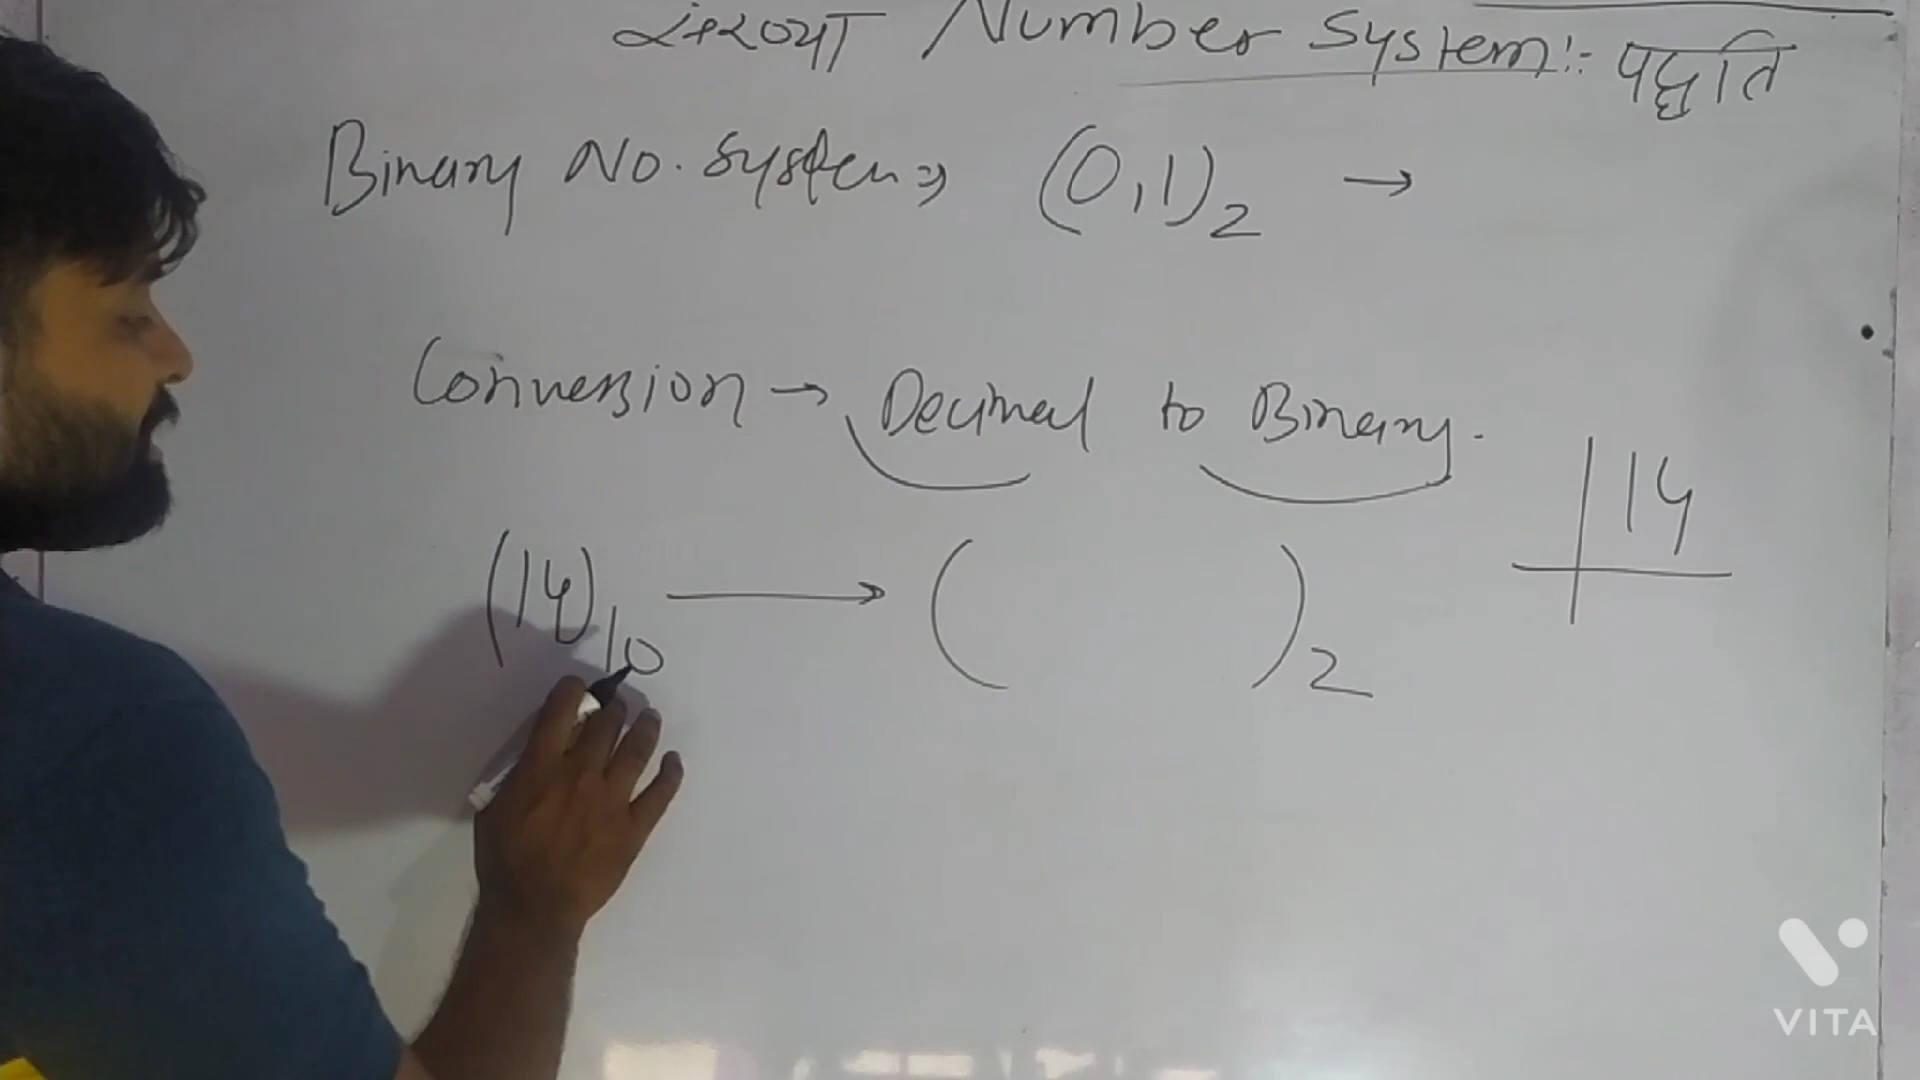 संख्या Number System:- पद्धति
Binary No. System⇒ (0,1)2 →
Conversion → Decimal to Binary.
14
(14)10 → ( )2
VITA